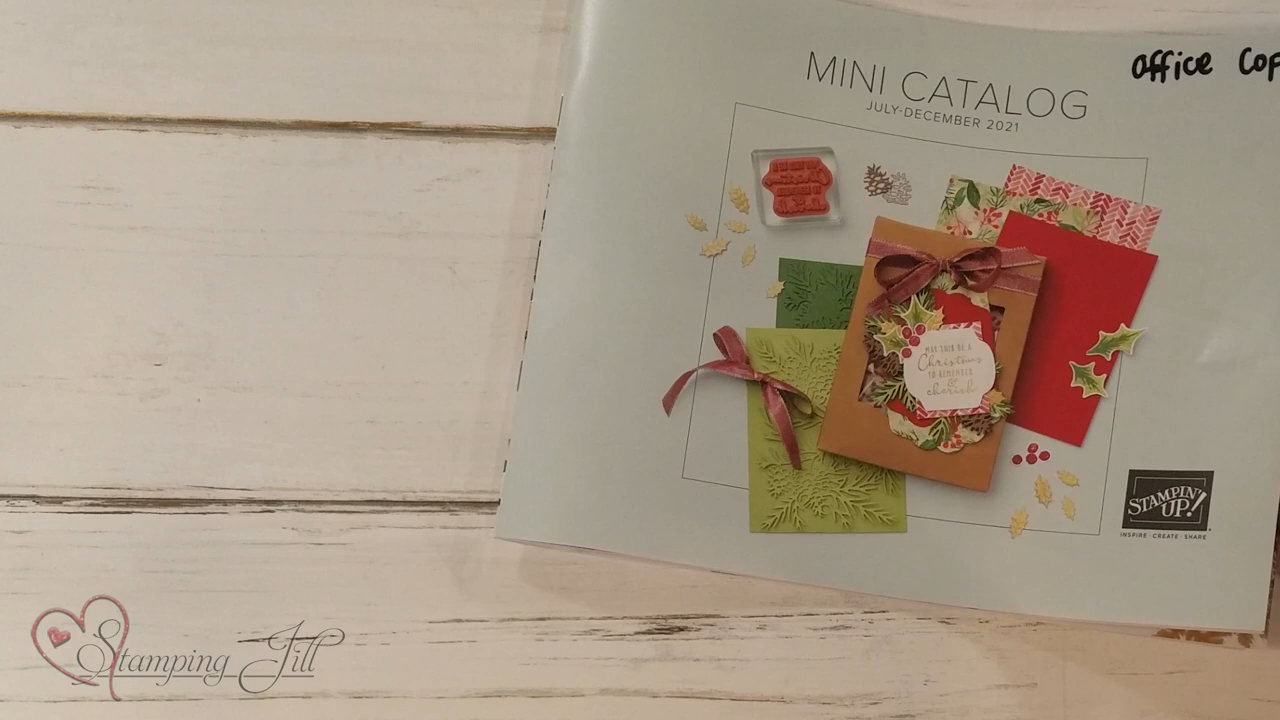 office Cop
MINI CATALOG
JULY-DECEMBER 2021
MAY THIS BE A
Christmas
TO REMEMBER
&
cherish
STAMPIN' UP!
INSPIRE · CREATE · SHARE
Stamping Jill